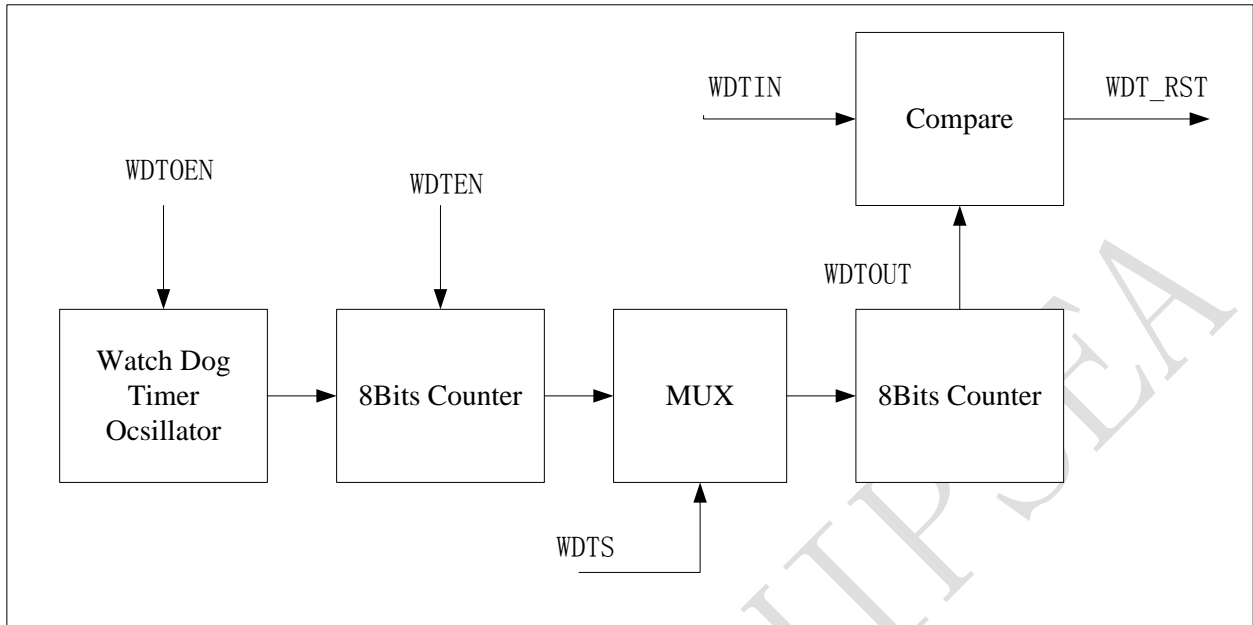 WDTIN
WDT_RST
Compare
WDTOEN
WDTEN
WDTOUT
Watch Dog
Timer
Ocsillator
8Bits Counter
MUX
8Bits Counter
WDTS